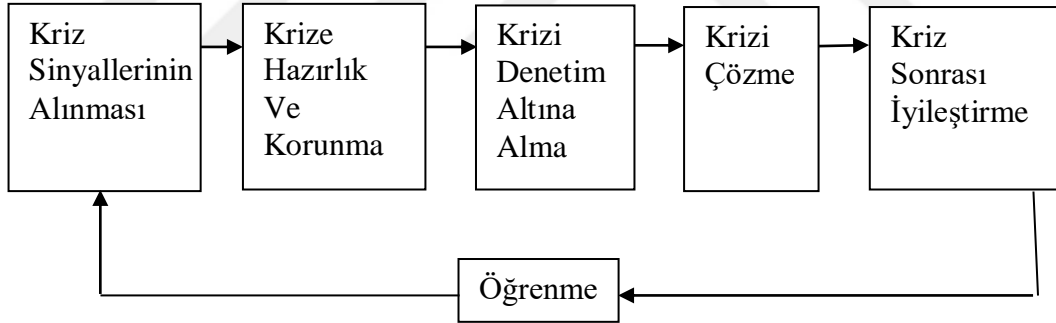 Kriz
Sinyallerinin
Alınması
Krize
Hazırlık
Ve
Korunma
Krizi
Denetim
Altına
Alma
Krizi
Çözme
Kriz
Sonrası
İyileştirme
Öğrenme